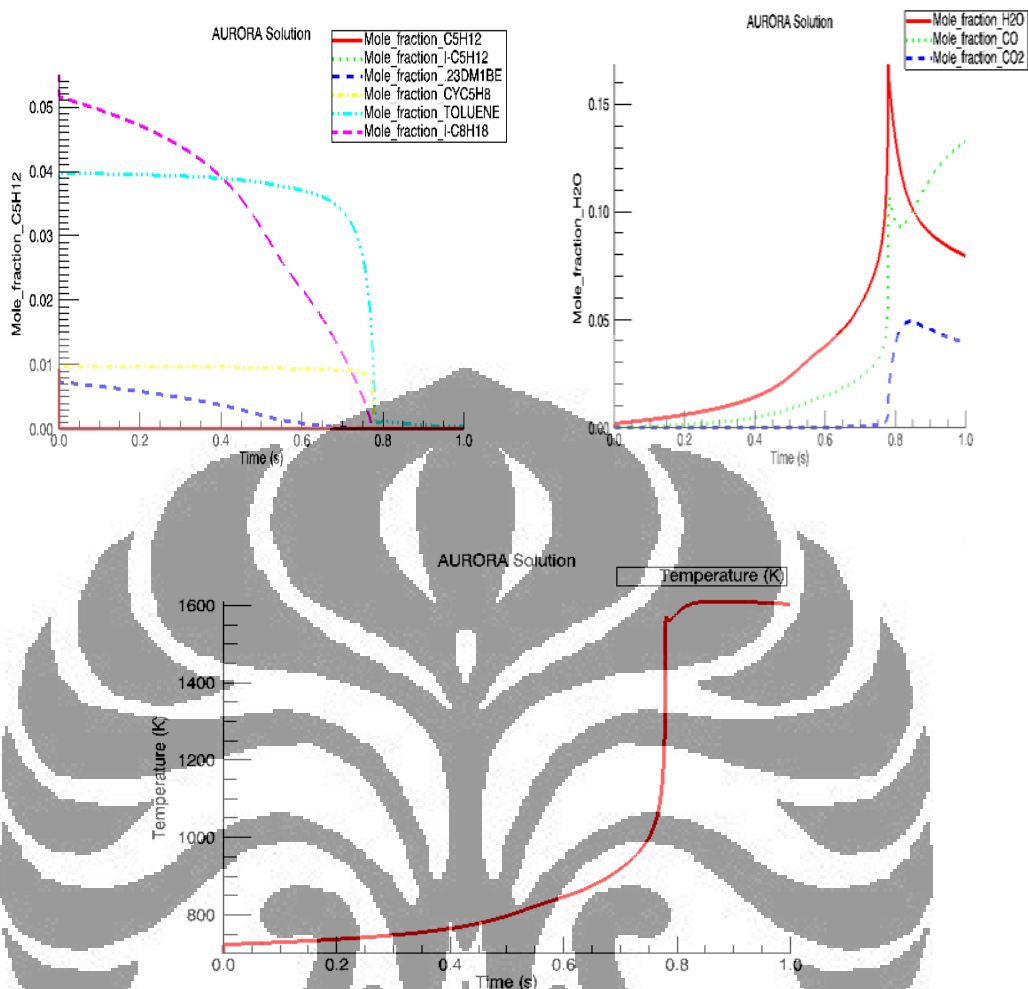 AURORA Solution
Mole_fraction_C5H12
Mole_fraction_I-C5H12
Mole_fraction_.23DM1BE
Mole_fraction_CYC5H8
Mole_fraction_TOLUENE
Mole_fraction_I-C8H18
Mole_fraction_C5H12
0.05
0.04
0.03
0.02
0.01
0.00
0.0
0.2
0.4
0.6
0.8
1.0
Time (s)
AURORA Solution
Mole_fraction_H2O
Mole_fraction_CO
Mole_fraction_CO2
Mole_fraction_H2O
0.15
0.10
0.05
0.00
0.0
0.2
0.4
0.6
0.8
1.0
Time (s)
AURORA Solution
Temperature (K)
Temperature (K)
1600
1400
1200
1000
800
0.0
0.2
0.4
0.6
0.8
1.0
Time (s)